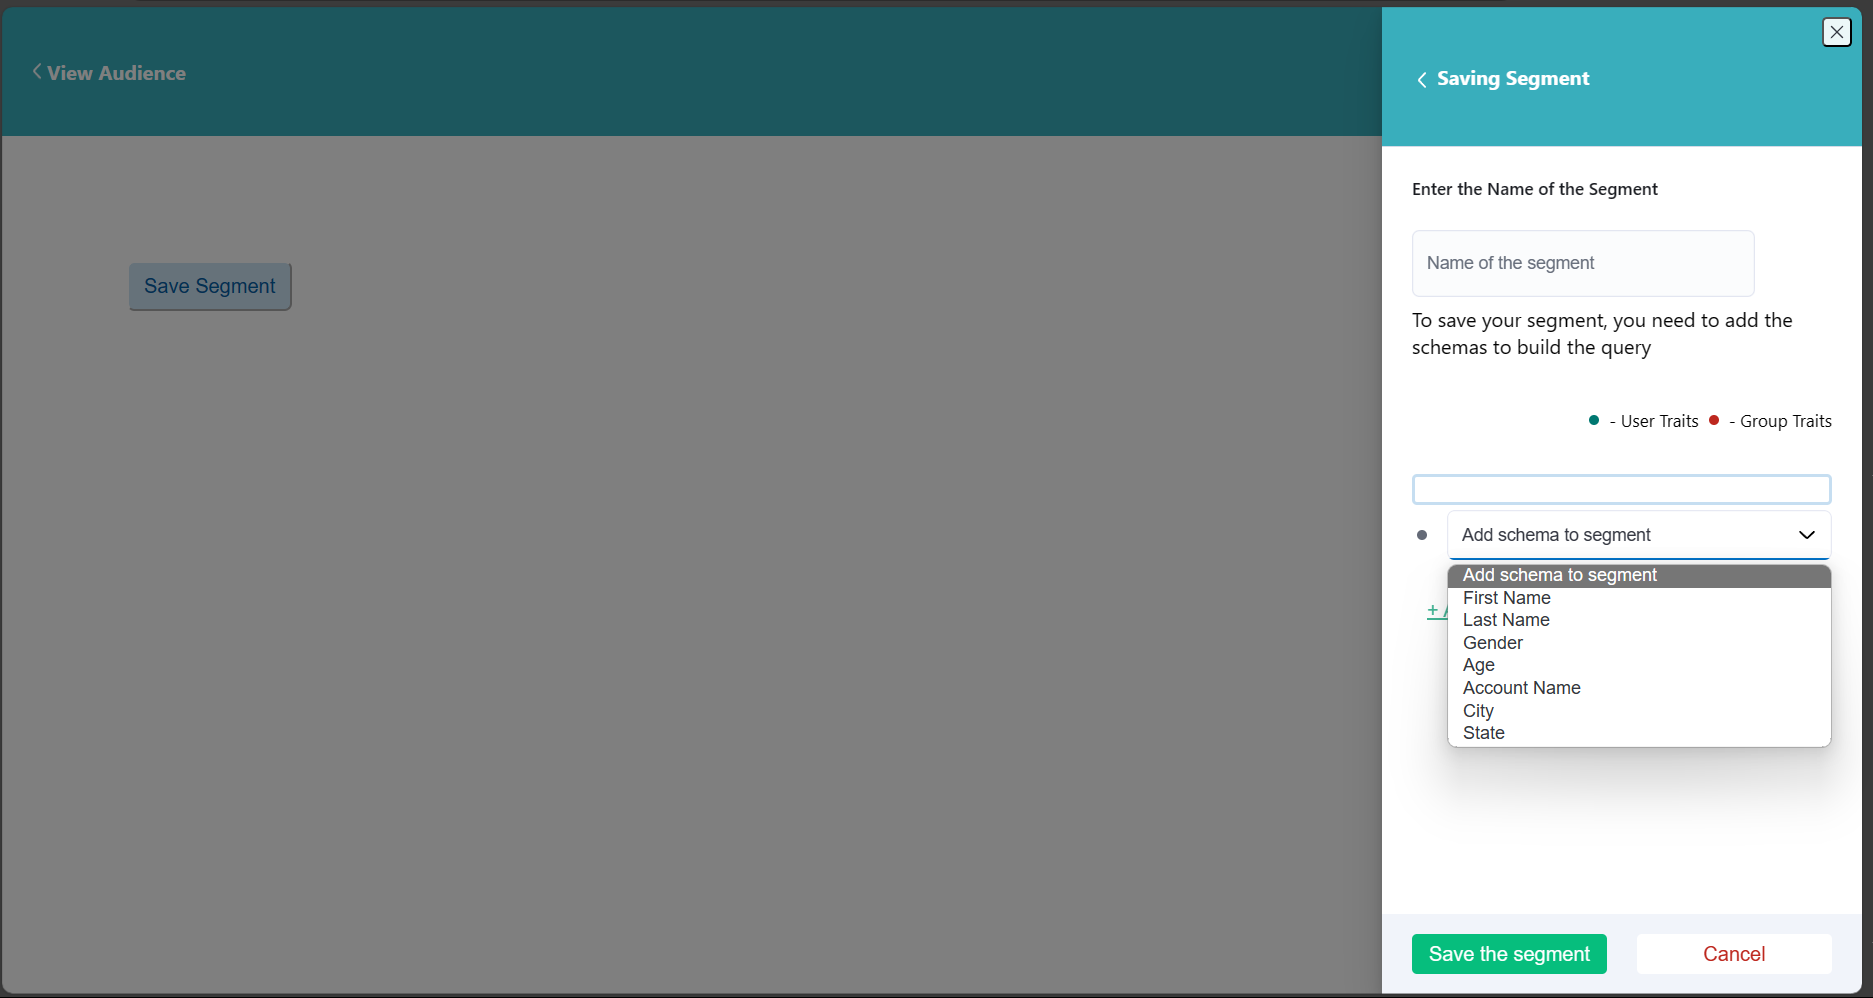 View Audience
Save Segment
Saving Segment
Enter the Name of the Segment
Name of the segment
To save your segment, you need to add the
schemas to build the query
- User Traits - Group Traits
Add schema to segment
Add schema to segment
First Name
Last Name
Gender
Age
Account Name
City
State
+
Save the segment
Cancel